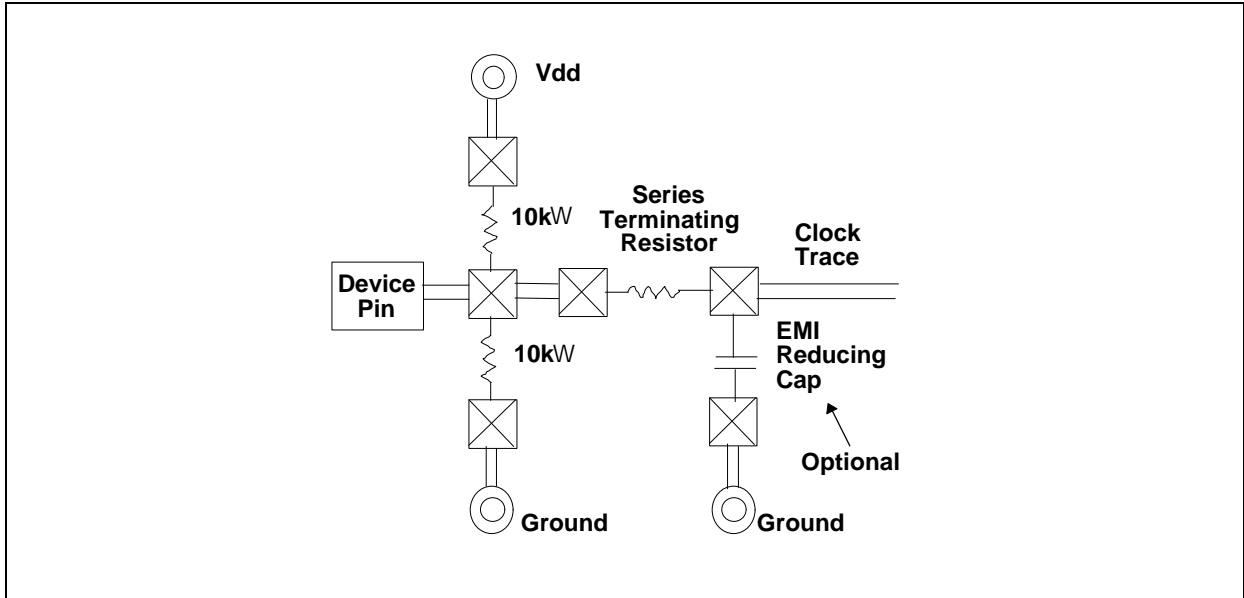 Vdd
10kW
Series
Terminating
Resistor
Clock
Trace
Device
Pin
10kW
EMI
Reducing
Cap
Optional
Ground
Ground